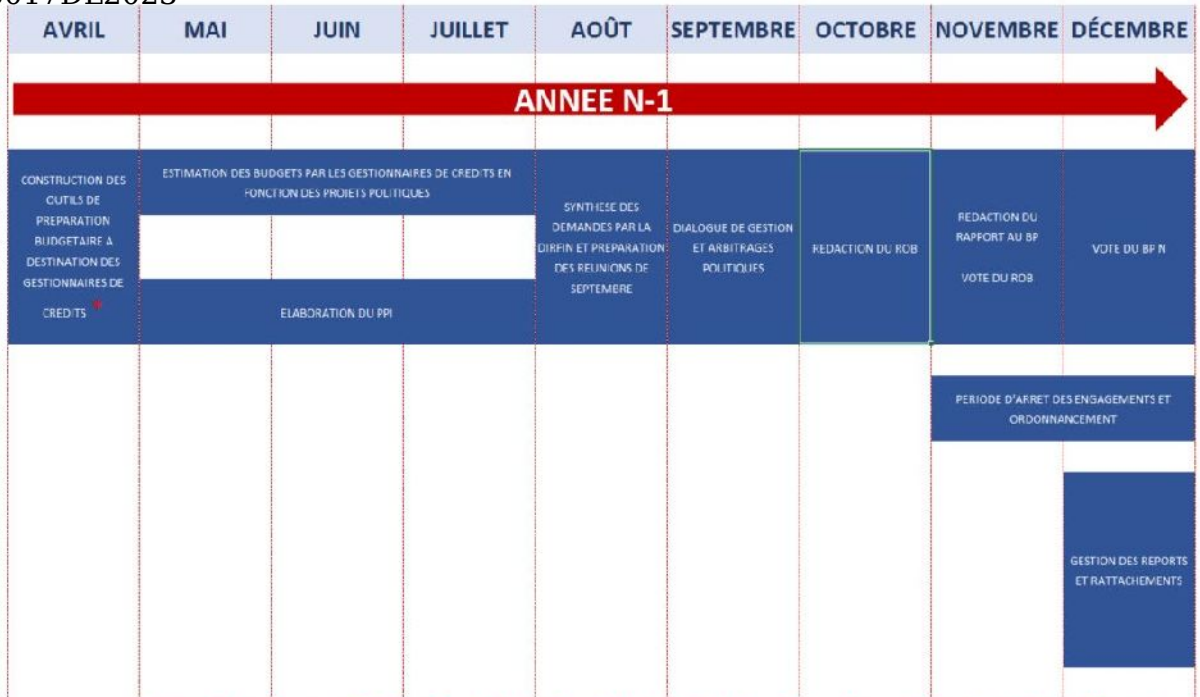 AVRIL MAI JUIN JUILLET AOÛT SEPTEMBRE OCTOBRE NOVEMBRE DÉCEMBRE
ANNEE N-1
CONSTRUCTION DES
OUTILS DE
PREPARATION
BUDGETAIRE A
DESTINATION DES
GESTIONNAIRES DE
CREDITS *
ESTIMATION DES BUDGETS PAR LES GESTIONNAIRES DE CREDITS EN
FONCTION DES PROJETS POLITIQUES
ELABORATION DU PPI
SYNTHESE DES
DEMANDES PAR LA
DIRFIN ET PREPARATION
DES REUNIONS DE
SEPTEMBRE
DIALOGUE DE GESTION
ET ARBITRAGES
POLITIQUES
REDACTION DU ROB
REDACTION DU
RAPPORT AU BP
VOTE DU ROB
VOTE DU BP N
PERIODE D'ARRET DES ENGAGEMENTS ET
ORDONNANCEMENT
GESTION DES REPORTS
ET RATTACHEMENTS